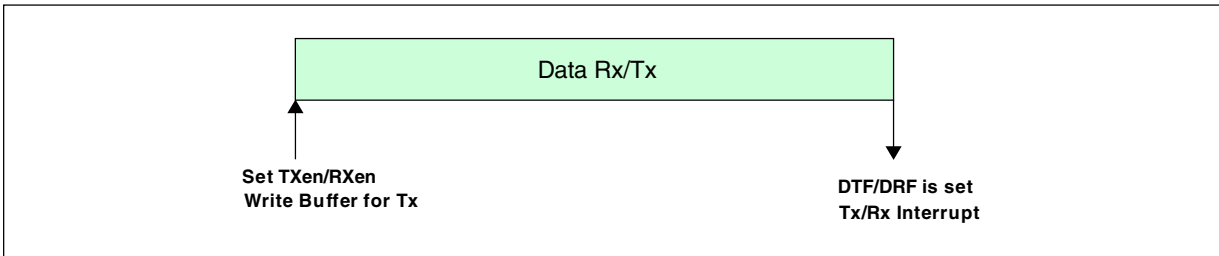 Data Rx/Tx
Set TXen/RXen
Write Buffer for Tx
DTF/DRF is set
Tx/Rx Interrupt